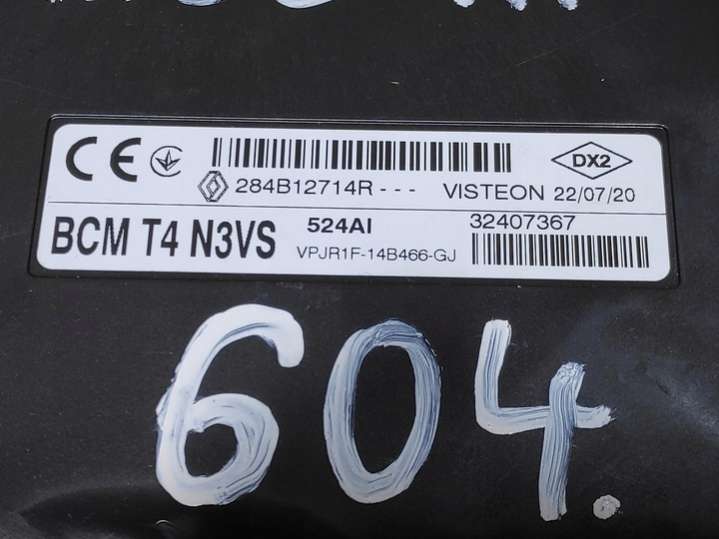 CE DX2
284B12714R--- VISTEON 22/07/20
BCM T4 N3VS 524AI 32407367
VPJR1F-14B466-GJ
604.